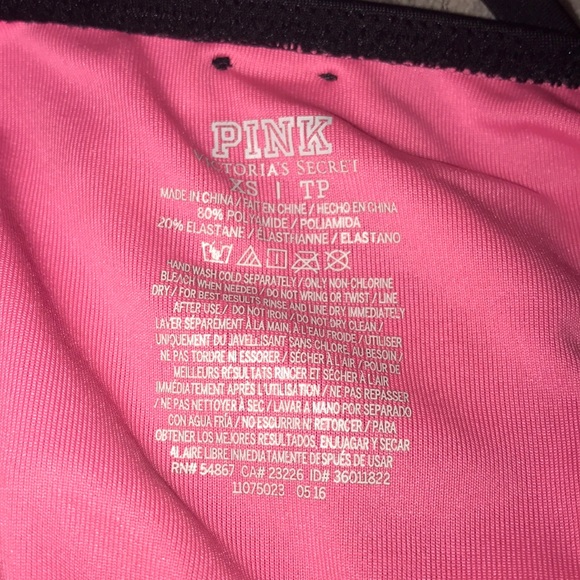 PINK
VICTORIA'S SECRET
XS | TP
MADE IN CHINA / FAIT EN CHINE / HECHO EN CHINA
80% POLYAMIDE / POLIAMIDA
20% ELASTANE / ÉLASTHANNE / ELASTANO
HAND WASH COLD SEPARATELY / ONLY NON-CHLORINE
BLEACH WHEN NEEDED / DO NOT WRING OR TWIST / LINE
DRY / FOR BEST RESULTS RINSE AND LINE DRY IMMEDIATELY
AFTER USE / DO NOT IRON / DO NOT DRY CLEAN /
LAVER SÉPARÉMENT À LA MAIN, À L'EAU FROIDE / UTILISER
UNIQUEMENT DU JAVELLISANT SANS CHLORE AU BESOIN /
NE PAS TORDRE NI ESSORER / SÉCHER À L'AIR / POUR DE
MEILLEURS RÉSULTATS RINCER ET SÉCHER À L'AIR
IMMÉDIATEMENT APRÈS L'UTILISATION / NE PAS REPASSER
/ NE PAS NETTOYER À SEC / LAVAR A MANO POR SEPARADO
CON AGUA FRÍA / NO ESCURRIR N' RETORCER / PARA
OBTENER LOS MEJORES RESULTADOS, ENJUAGAR Y SECAR
AL AIRE LIBRE INMEDIATAMENTE DESPUÉS DE USAR
RN# 54867 CA# 23226 ID# 36011822
11075023 05 16